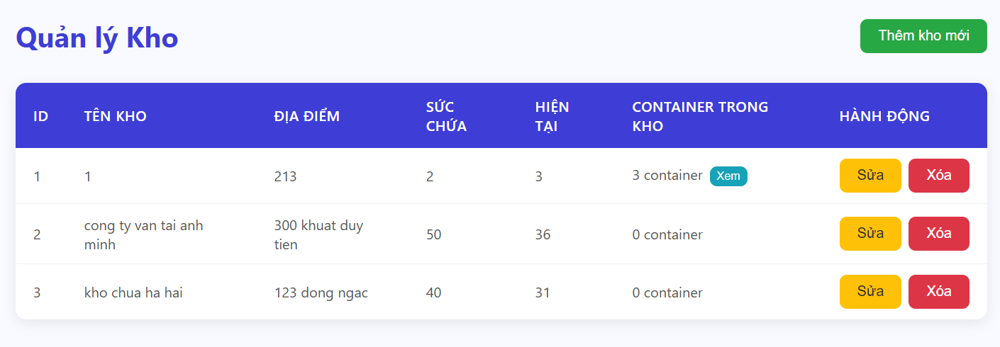 Quản lý Kho
Thêm kho mới
ID TÊN KHO ĐỊA ĐIỂM SỨC CHỨA HIỆN TẠI CONTAINER TRONG KHO HÀNH ĐỘNG
1 1 213 2 3 3 container Xem Sửa Xóa
2 cong ty van tai anh minh 300 khuat duy tien 50 36 0 container Sửa Xóa
3 kho chua ha hai 123 dong ngac 40 31 0 container Sửa Xóa